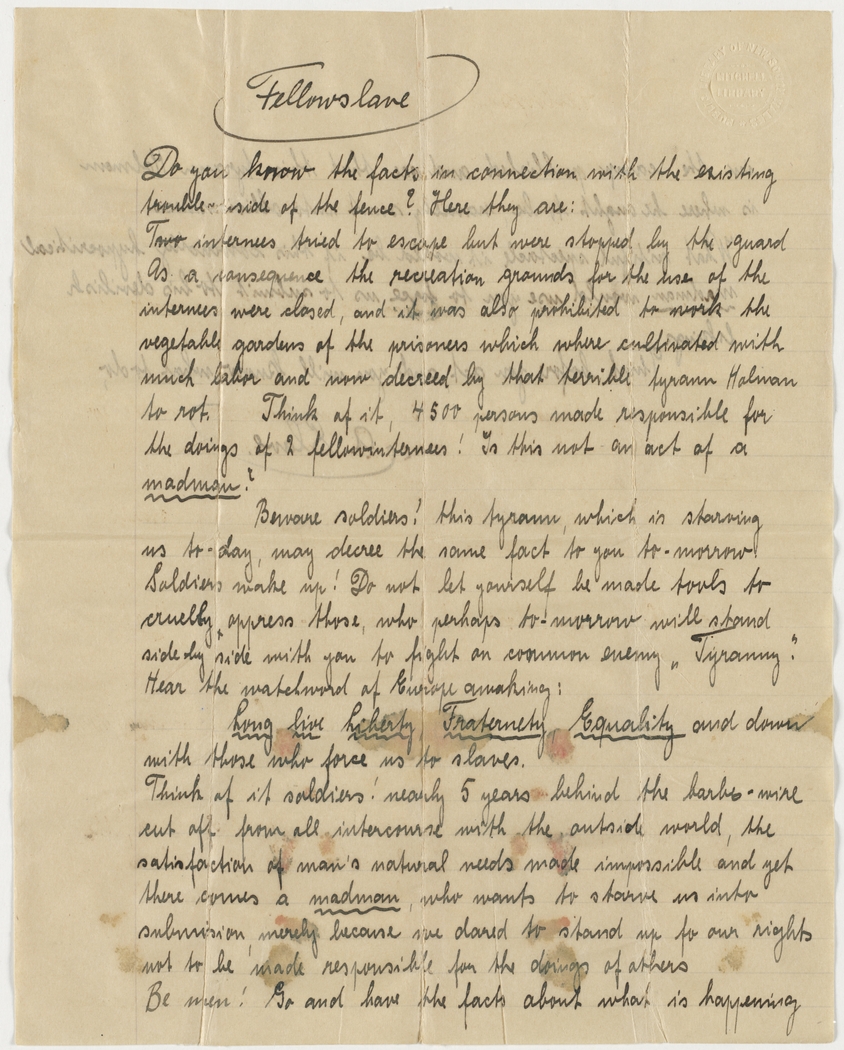 Fellowslave
Do you know the facts in connection with the existing
trouble-side of the fence? Here they are:
Two internees tried to escape but were stopped by the guard
As a consequence the recreation grounds for the use of the
internees were closed, and it was also prohibited to work the
vegetable gardens of the prisoners which where cultivated with
much labor and now decreed by that terrible tyrann Holman
to rot. Think of it, 4500 persons made responsible for
the doings of 2 fellowinternees! Is this not an act of a
madman?
Beware soldiers! this tyrann, which is starving
us to-day, may decree the same fact to you to-morrow.
Soldiers wake up! Do not let yourself be made tools to
cruelly oppress those, who perhaps to-morrow will stand
side by side with you to fight an common enemy „Tyranny".
Hear the watchword of Europe awaking:
Long live Liberty, Fraternety, Equality and down
with those who force us to slaves.
Think of it soldiers! nearly 5 years behind the barbe-wire
cut off from all intercourse with the outside world, the
satisfaction of man's natural needs made impossible and yet
there comes a madman, who wants to starve us into
submision, merely because we dared to stand up fo our rights
not to be made responsible for the doings of others
Be men! Go and have the facts about what is happening
MITCHELL
LIBRARY